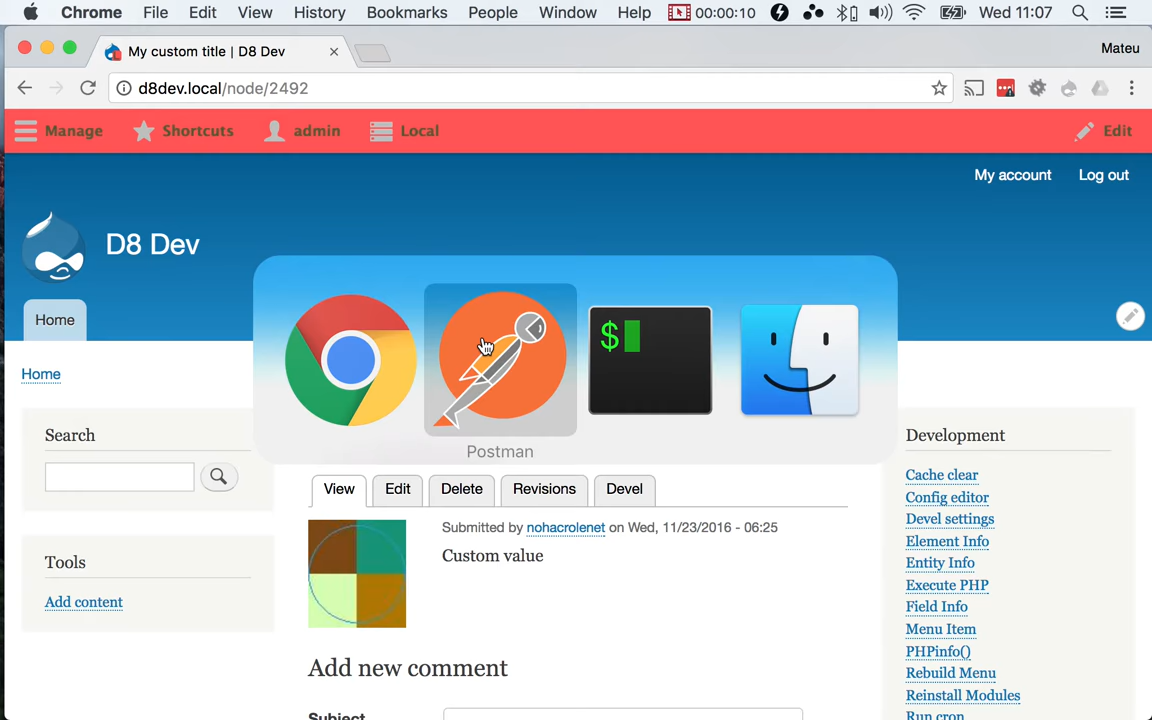 Chrome File Edit View History Bookmarks People Window Help 00:00:10 Wed 11:07
My custom title | D8 Dev
Mateu
d8dev.local/node/2492
Manage Shortcuts admin Local Edit
My account Log out
D8 Dev
Home
$
Postman
Home
Search
Tools
Add content
View Edit Delete Revisions Devel
Submitted by nohacrolenet on Wed, 11/23/2016 - 06:25
Custom value
Add new comment
Subject
Development
Cache clear
Config editor
Devel settings
Element Info
Entity Info
Execute PHP
Field Info
Menu Item
PHPinfo()
Rebuild Menu
Reinstall Modules
Run cron